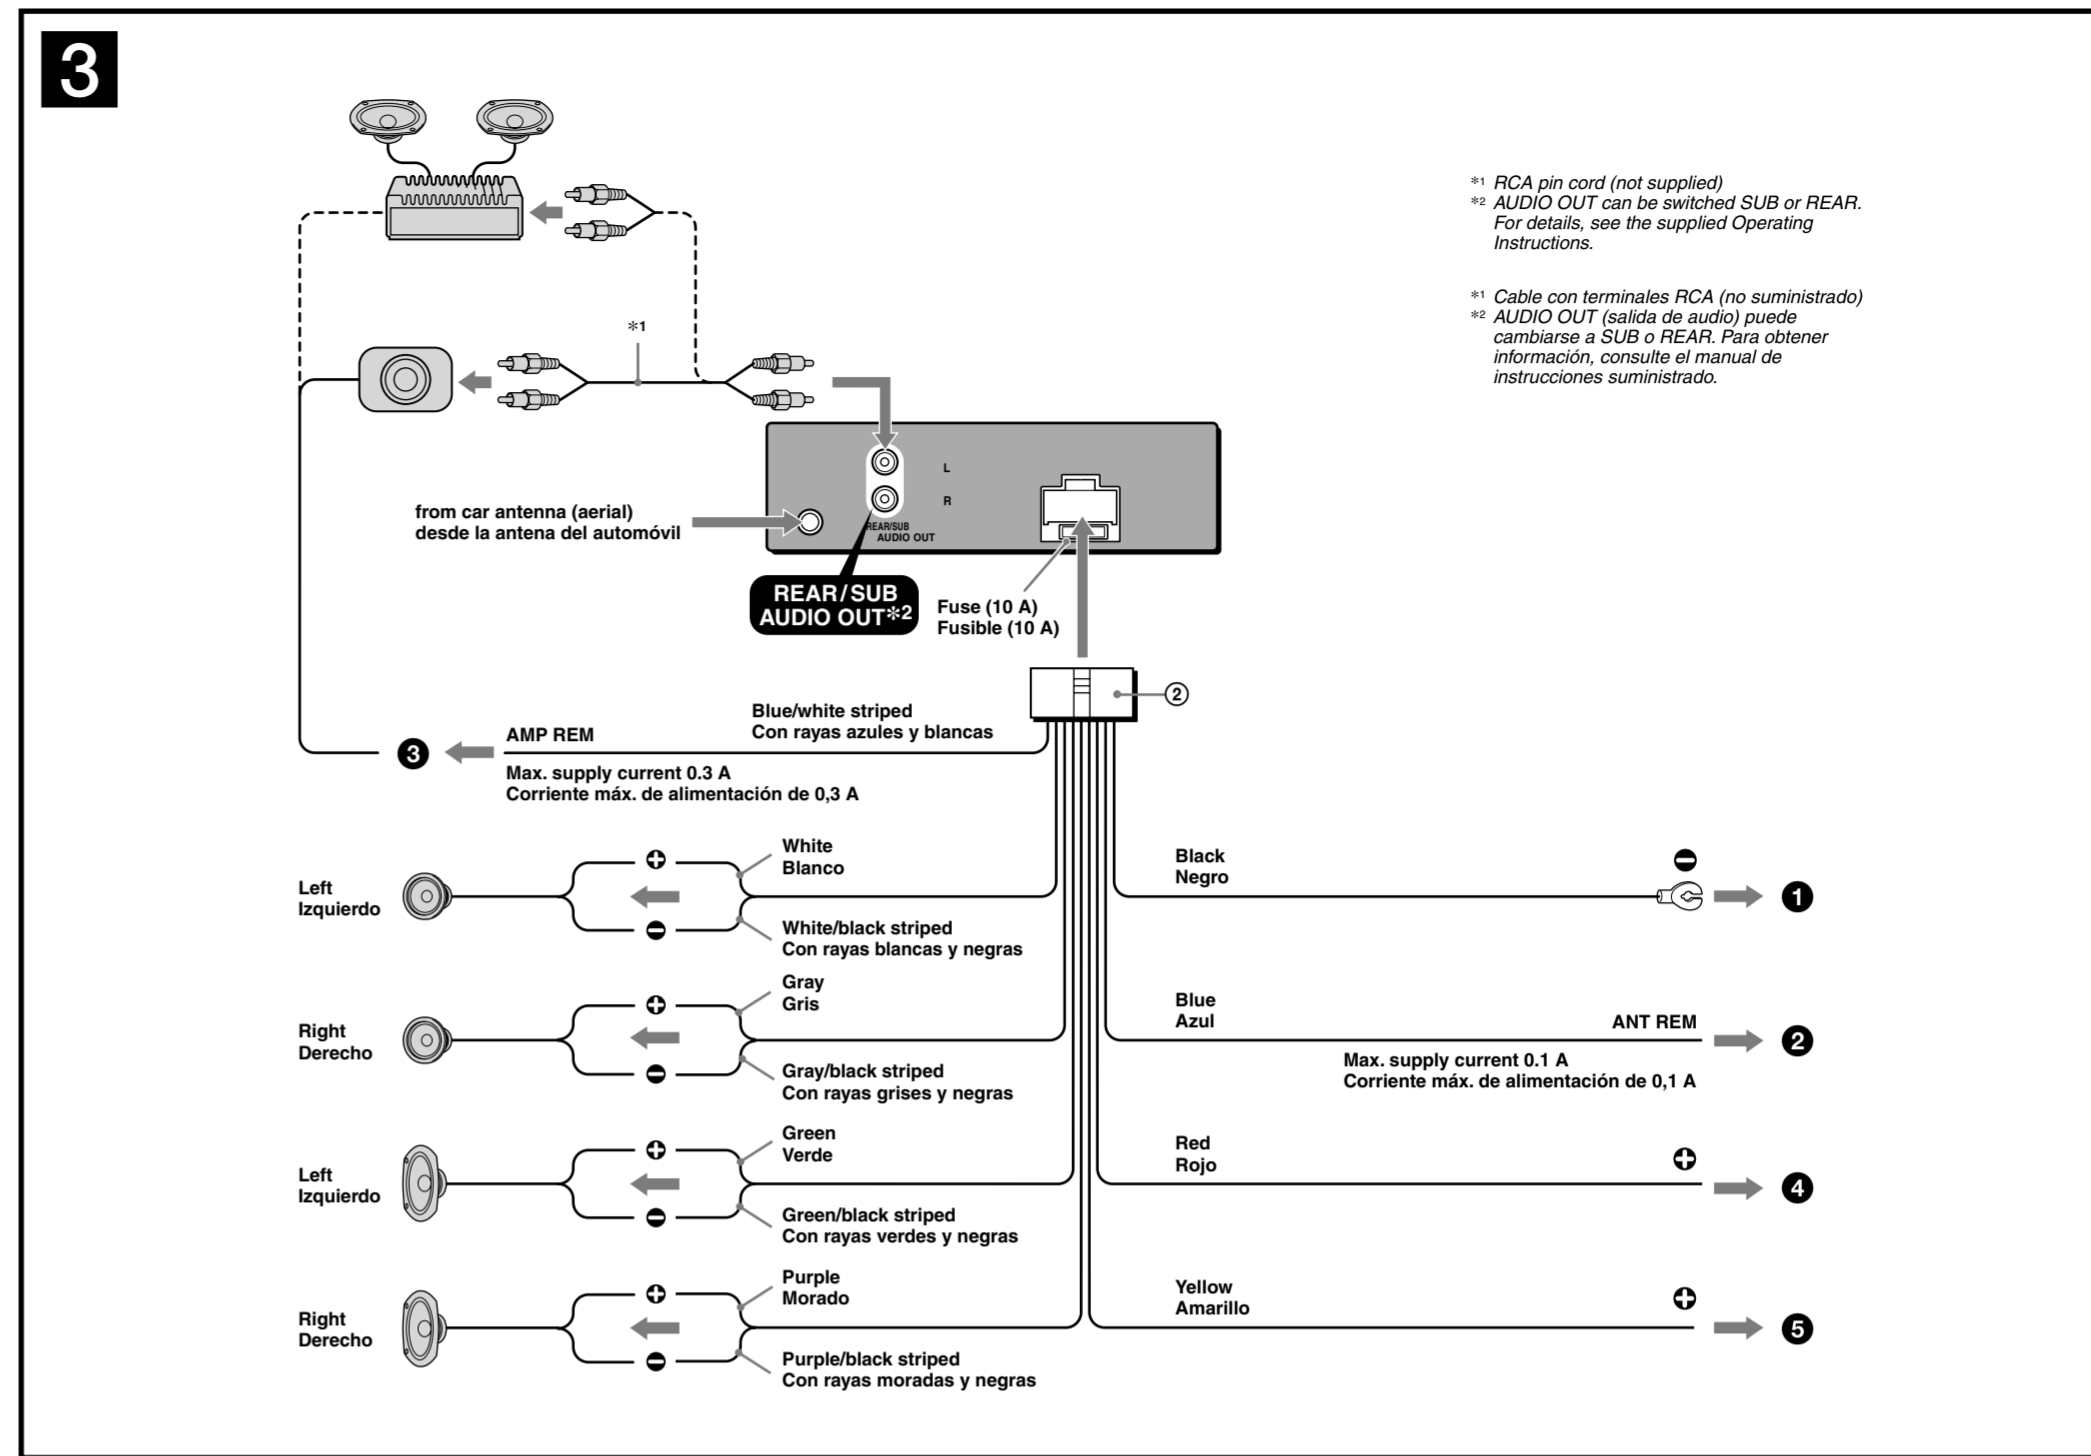 3
*1 RCA pin cord (not supplied)
*2 AUDIO OUT can be switched SUB or REAR.
For details, see the supplied Operating
Instructions.
*1 Cable con terminales RCA (no suministrado)
*2 AUDIO OUT (salida de audio) puede
cambiarse a SUB o REAR. Para obtener
información, consulte el manual de
instrucciones suministrado.
*1
L
R
REAR/SUB
AUDIO OUT
from car antenna (aerial)
desde la antena del automóvil
REAR/SUB
AUDIO OUT*2
Fuse (10 A)
Fusible (10 A)
2
Blue/white striped
Con rayas azules y blancas
3
AMP REM
Max. supply current 0.3 A
Corriente máx. de alimentación de 0,3 A
Left
Izquierdo
+
−
White
Blanco
White/black striped
Con rayas blancas y negras
Black
Negro
−
1
Right
Derecho
+
−
Gray
Gris
Gray/black striped
Con rayas grises y negras
Blue
Azul
ANT REM
2
Max. supply current 0.1 A
Corriente máx. de alimentación de 0,1 A
Left
Izquierdo
+
−
Green
Verde
Green/black striped
Con rayas verdes y negras
Red
Rojo
+
4
Right
Derecho
+
−
Purple
Morado
Purple/black striped
Con rayas moradas y negras
Yellow
Amarillo
+
5